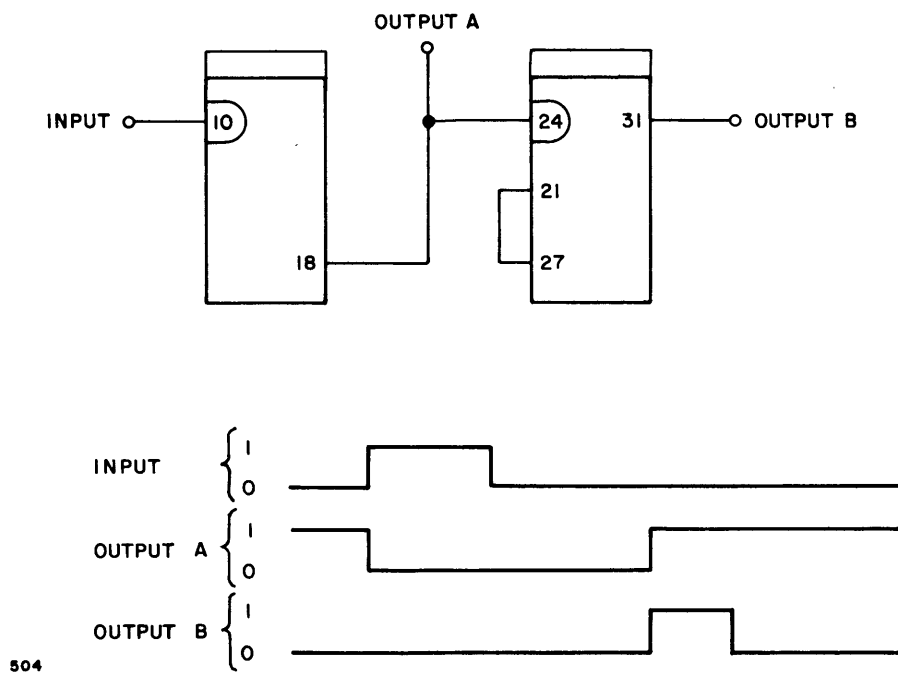 OUTPUT A
INPUT 10 24 31 OUTPUT B
21
18 27
INPUT { 1
0
OUTPUT A { 1
0
OUTPUT B { 1
0
504